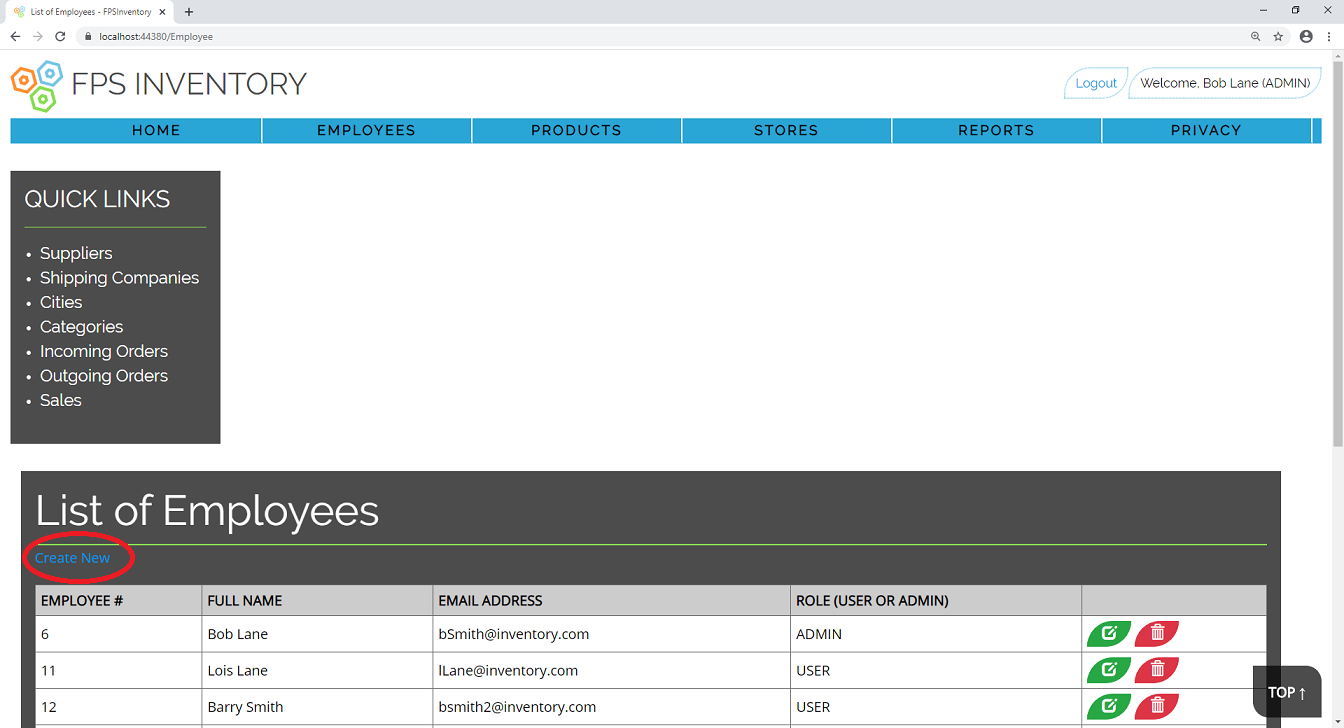 List of Employees - FPSInventory
localhost:44380/Employee
FPS INVENTORY
Logout
Welcome, Bob Lane (ADMIN)
HOME EMPLOYEES PRODUCTS STORES REPORTS PRIVACY
QUICK LINKS
Suppliers
Shipping Companies
Cities
Categories
Incoming Orders
Outgoing Orders
Sales
List of Employees
Create New
EMPLOYEE # FULL NAME EMAIL ADDRESS ROLE (USER OR ADMIN)
6 Bob Lane bSmith@inventory.com ADMIN
11 Lois Lane lLane@inventory.com USER
12 Barry Smith bsmith2@inventory.com USER
TOP ↑